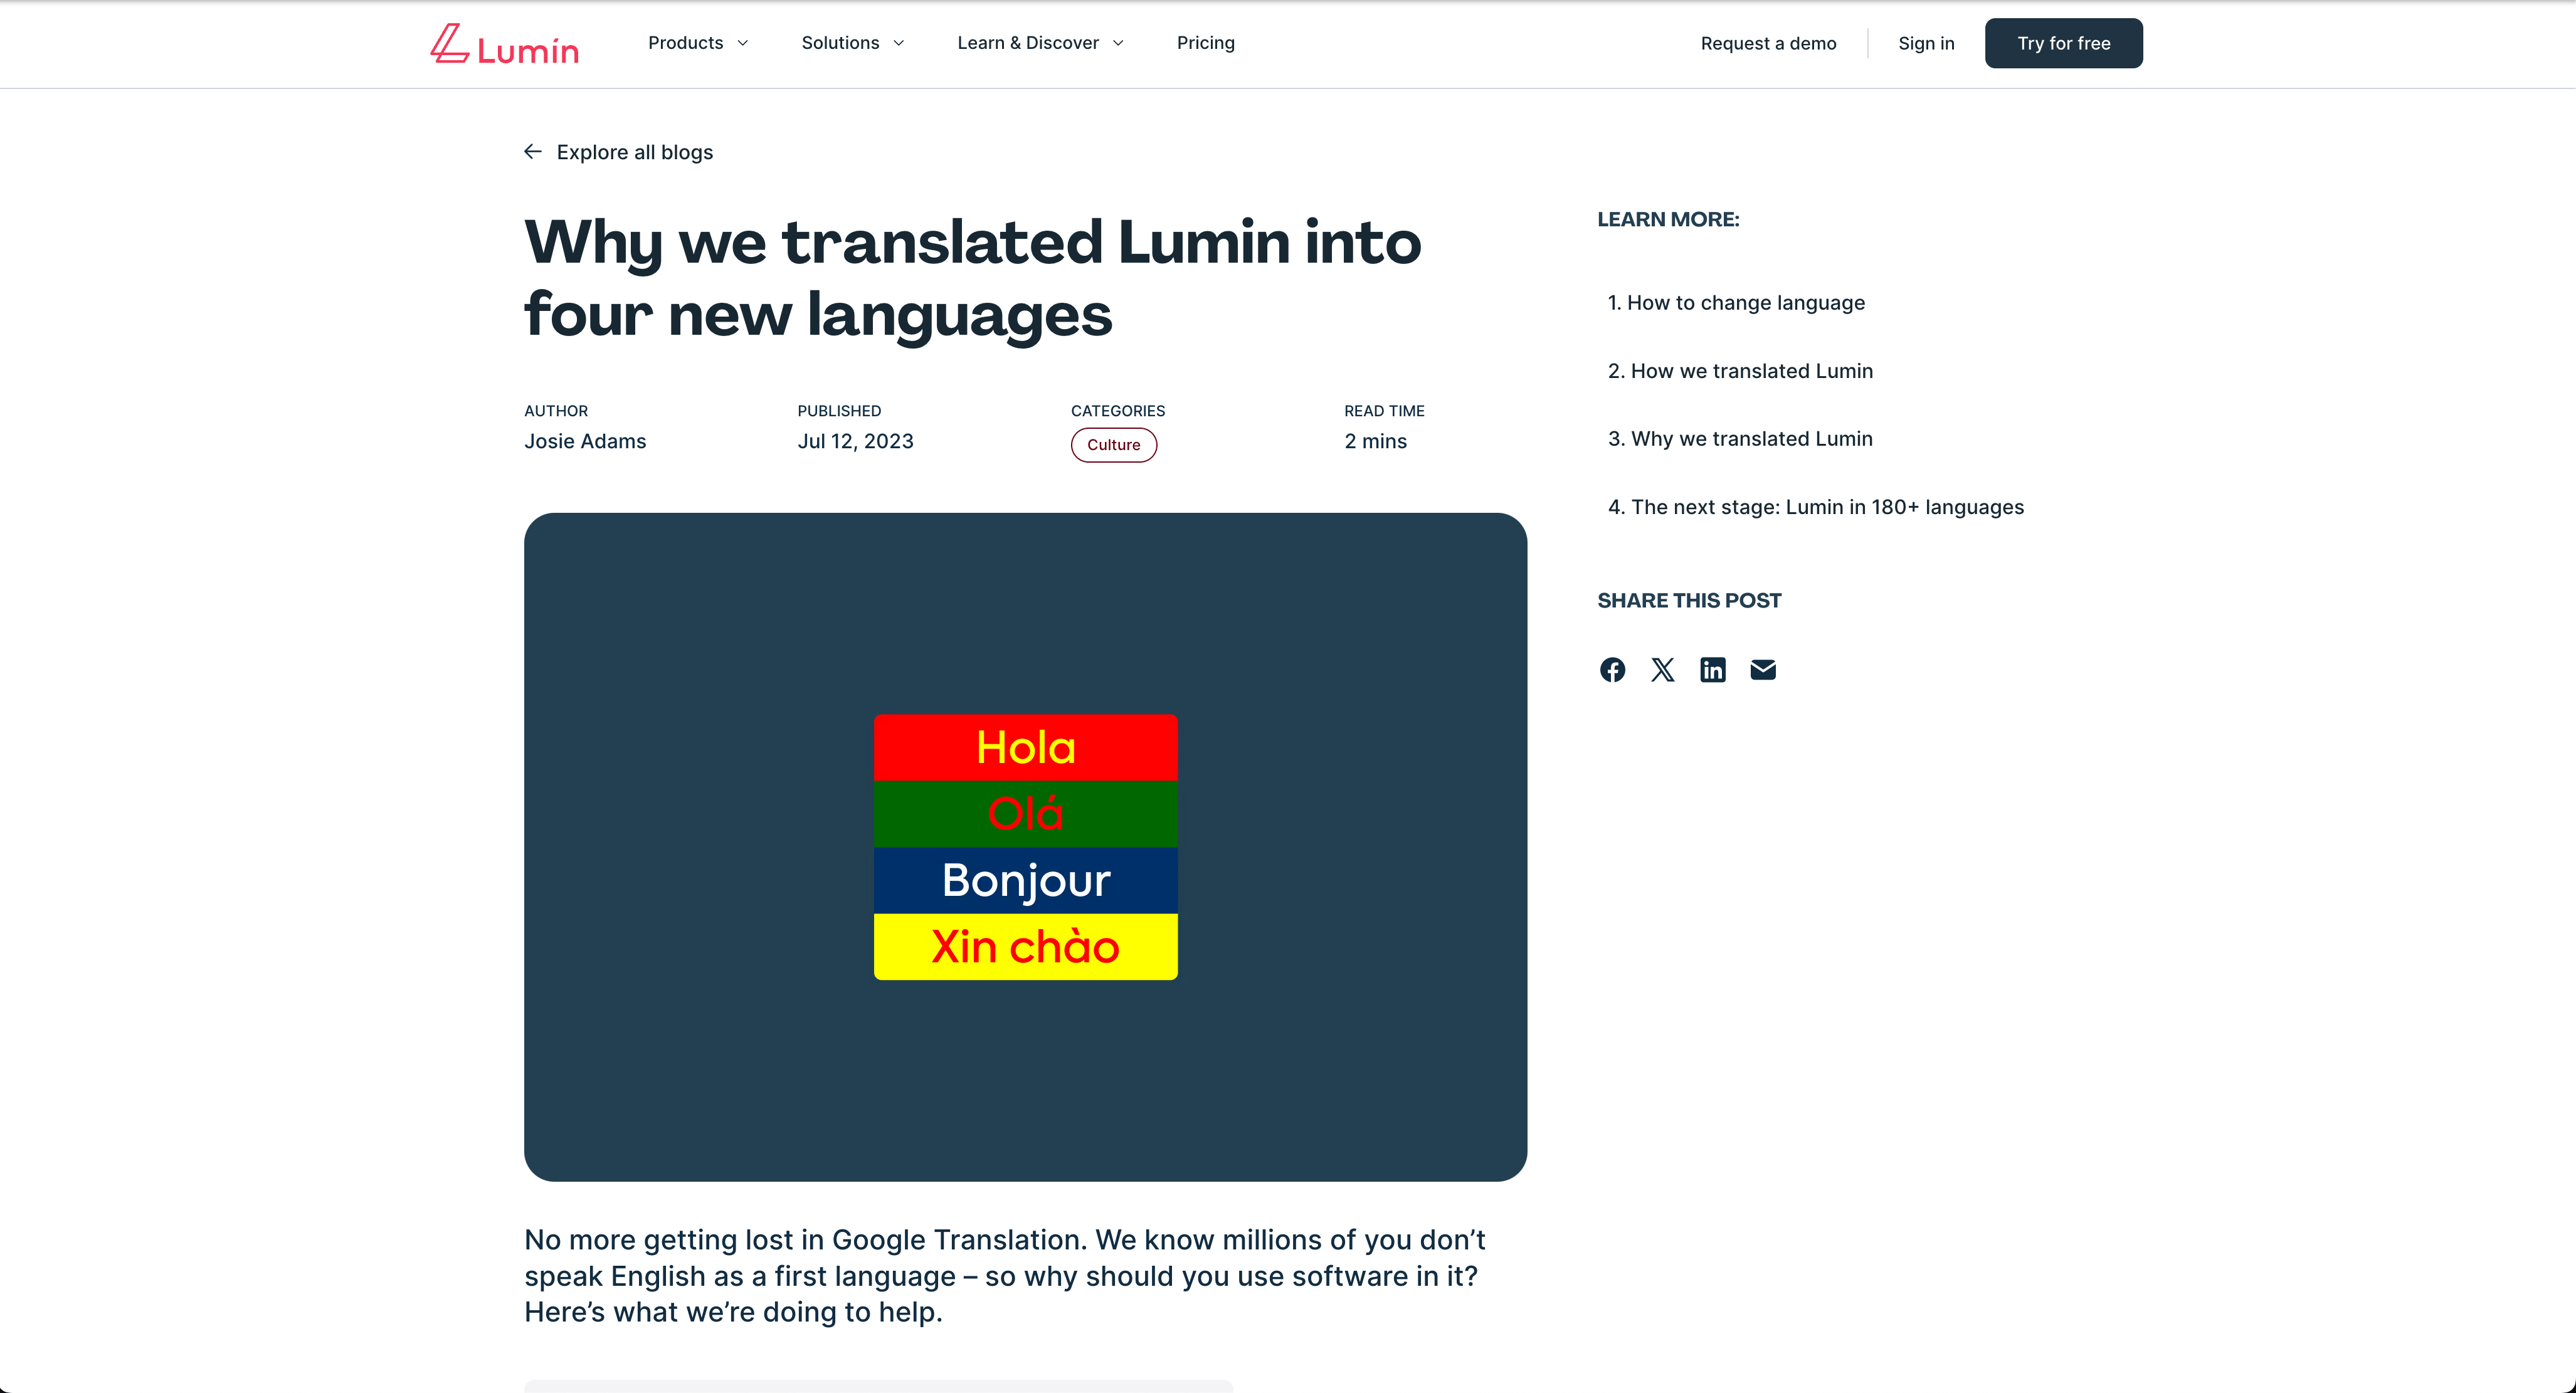 Lumin
Products
Solutions
Learn & Discover
Pricing
Request a demo
Sign in
Try for free
Explore all blogs
Why we translated Lumin into
four new languages
AUTHOR
Josie Adams
PUBLISHED
Jul 12, 2023
CATEGORIES
Culture
READ TIME
2 mins
Hola
Olá
Bonjour
Xin chào
No more getting lost in Google Translation. We know millions of you don’t
speak English as a first language – so why should you use software in it?
Here’s what we’re doing to help.
LEARN MORE:
1. How to change language
2. How we translated Lumin
3. Why we translated Lumin
4. The next stage: Lumin in 180+ languages
SHARE THIS POST